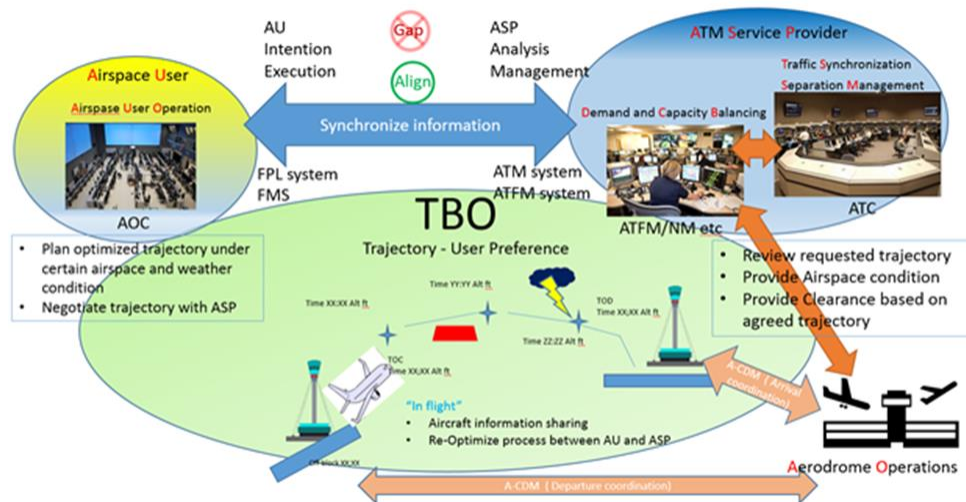 AU
Intention
Execution
Gap
Align
ASP
Analysis
Management
ATM Service Provider
Traffic Synchronization
Separation Management
Airspace User
Airspase User Operation
Demand and Capacity Balancing
Synchronize information
FPL system
FMS
ATM system
ATFM system
AOC
ATFM/NM etc
ATC
TBO
Trajectory - User Preference
• Plan optimized trajectory under
certain airspace and weather
condition
• Negotiate trajectory with ASP
• Review requested trajectory
• Provide Airspace condition
• Provide Clearance based on
agreed trajectory
Time XX:XX Alt ft
Time YY:YY Alt ft
TOD
Time XX;XX Alt ft
Time ZZ:ZZ Alt ft
TOC
Time XX;XX Alt ft
"In flight"
• Aircraft information sharing
• Re-Optimize process between AU and ASP
A-CDM ( Arrival
coordination)
Off-block XX:XX
A-CDM ( Departure coordination)
Aerodrome Operations